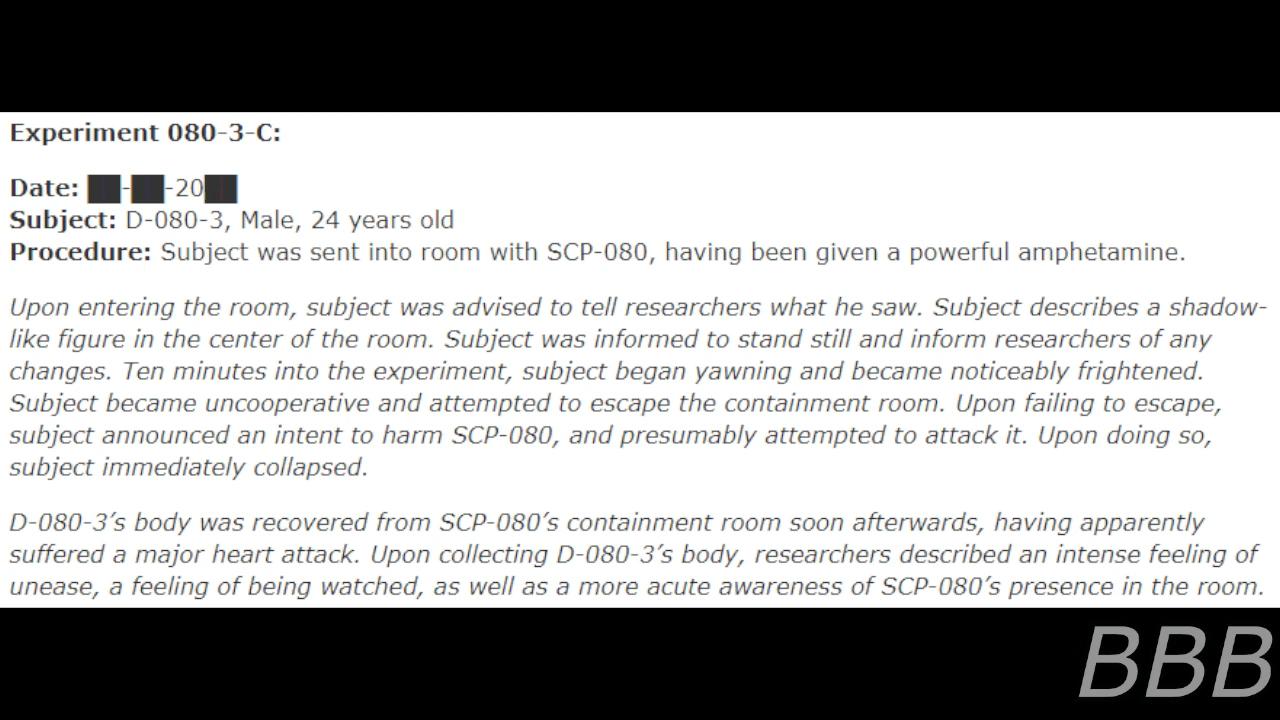 Experiment 080-3-C:
Date: ██-██-20██
Subject: D-080-3, Male, 24 years old
Procedure: Subject was sent into room with SCP-080, having been given a powerful amphetamine.
Upon entering the room, subject was advised to tell researchers what he saw. Subject describes a shadow-
like figure in the center of the room. Subject was informed to stand still and inform researchers of any
changes. Ten minutes into the experiment, subject began yawning and became noticeably frightened.
Subject became uncooperative and attempted to escape the containment room. Upon failing to escape,
subject announced an intent to harm SCP-080, and presumably attempted to attack it. Upon doing so,
subject immediately collapsed.
D-080-3’s body was recovered from SCP-080’s containment room soon afterwards, having apparently
suffered a major heart attack. Upon collecting D-080-3’s body, researchers described an intense feeling of
unease, a feeling of being watched, as well as a more acute awareness of SCP-080’s presence in the room.
BBB